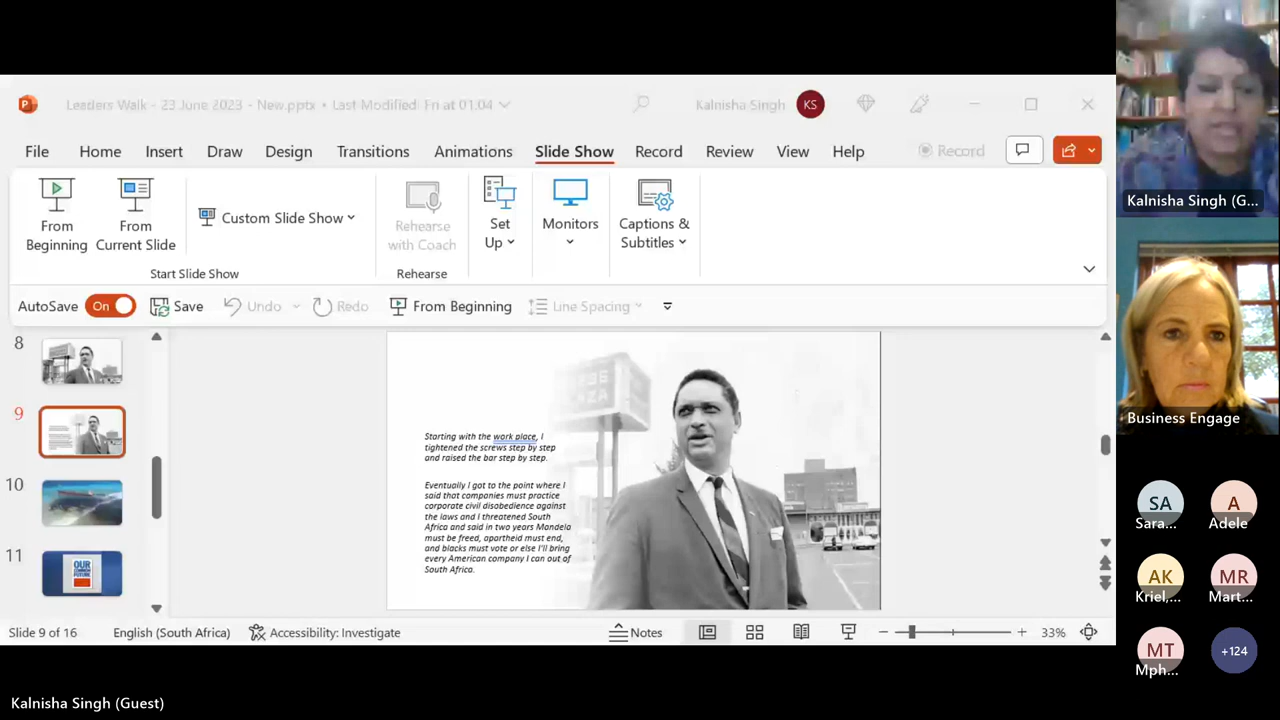 Leaders Walk - 23 June 2023 - New.pptx • Last Modified: Fri at 01:04
Kalnisha Singh
KS
File Home Insert Draw Design Transitions Animations Slide Show Record Review View Help
Record
From Beginning
From Current Slide
Custom Slide Show
Rehearse with Coach
Set Up
Monitors
Captions & Subtitles
Start Slide Show
Rehearse
AutoSave On Save Undo Redo From Beginning Line Spacing
8
9
10
11
OUR
COMMON
FUTURE
Starting with the work place, I
tightened the screws step by step
and raised the bar step by step.
Eventually I got to the point where I
said that companies must practice
corporate civil disobedience against
the laws and I threatened South
Africa and said in two years Mandela
must be freed, apartheid must end,
and blacks must vote or else I'll bring
every American company I can out of
South Africa.
Slide 9 of 16 English (South Africa) Accessibility: Investigate Notes 33%
Kalnisha Singh (Guest)
Kalnisha Singh (G...
Business Engage
SA
Sara...
A
Adele
AK
Kriel,...
MR
Mart...
MT
Mph...
+124